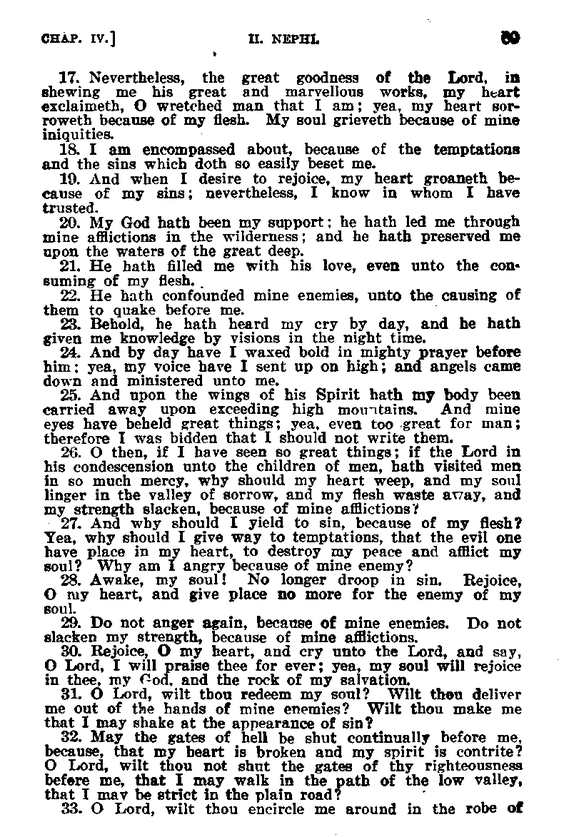 CHAP. IV.] II. NEPHI. 69
17. Nevertheless, the great goodness of the Lord, in
shewing me his great and marvellous works, my heart
exclaimeth, O wretched man that I am; yea, my heart sor-
roweth because of my flesh. My soul grieveth because of mine
iniquities.
18. I am encompassed about, because of the temptations
and the sins which doth so easily beset me.
19. And when I desire to rejoice, my heart groaneth be-
cause of my sins; nevertheless, I know in whom I have
trusted.
20. My God hath been my support; he hath led me through
mine afflictions in the wilderness; and he hath preserved me
upon the waters of the great deep.
21. He hath filled me with his love, even unto the con-
suming of my flesh.
22. He hath confounded mine enemies, unto the causing of
them to quake before me.
23. Behold, he hath heard my cry by day, and he hath
given me knowledge by visions in the night time.
24. And by day have I waxed bold in mighty prayer before
him; yea, my voice have I sent up on high; and angels came
down and ministered unto me.
25. And upon the wings of his Spirit hath my body been
carried away upon exceeding high mountains. And mine
eyes have beheld great things; yea, even too great for man;
therefore I was bidden that I should not write them.
26. O then, if I have seen so great things; if the Lord in
his condescension unto the children of men, hath visited men
in so much mercy, why should my heart weep, and my soul
linger in the valley of sorrow, and my flesh waste away, and
my strength slacken, because of mine afflictions?
27. And why should I yield to sin, because of my flesh?
Yea, why should I give way to temptations, that the evil one
have place in my heart, to destroy my peace and afflict my
soul? Why am I angry because of mine enemy?
28. Awake, my soul! No longer droop in sin. Rejoice,
O my heart, and give place no more for the enemy of my
soul.
29. Do not anger again, because of mine enemies. Do not
slacken my strength, because of mine afflictions.
30. Rejoice, O my heart, and cry unto the Lord, and say,
O Lord, I will praise thee for ever; yea, my soul will rejoice
in thee, my God, and the rock of my salvation.
31. O Lord, wilt thou redeem my soul? Wilt thou deliver
me out of the hands of mine enemies? Wilt thou make me
that I may shake at the appearance of sin?
32. May the gates of hell be shut continually before me,
because, that my heart is broken and my spirit is contrite?
O Lord, wilt thou not shut the gates of thy righteousness
before me, that I may walk in the path of the low valley,
that I may be strict in the plain road?
33. O Lord, wilt thou encircle me around in the robe of